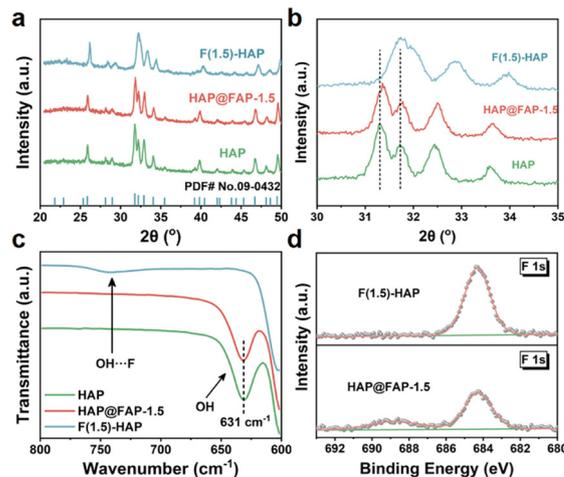 a
F(1.5)-HAP
HAP@FAP-1.5
HAP
PDF# No.09-0432
Intensity (a.u.)
20 25 30 35 40 45 50
2θ (°)
b
F(1.5)-HAP
HAP@FAP-1.5
HAP
Intensity (a.u.)
30 31 32 33 34 35
2θ (°)
c
OH···F
OH
631 cm⁻¹
HAP
HAP@FAP-1.5
F(1.5)-HAP
Transmittance (a.u.)
800 750 700 650 600
Wavenumber (cm⁻¹)
d
F 1s
F(1.5)-HAP
F 1s
HAP@FAP-1.5
Intensity (a.u.)
692 690 688 686 684 682 680
Binding Energy (eV)